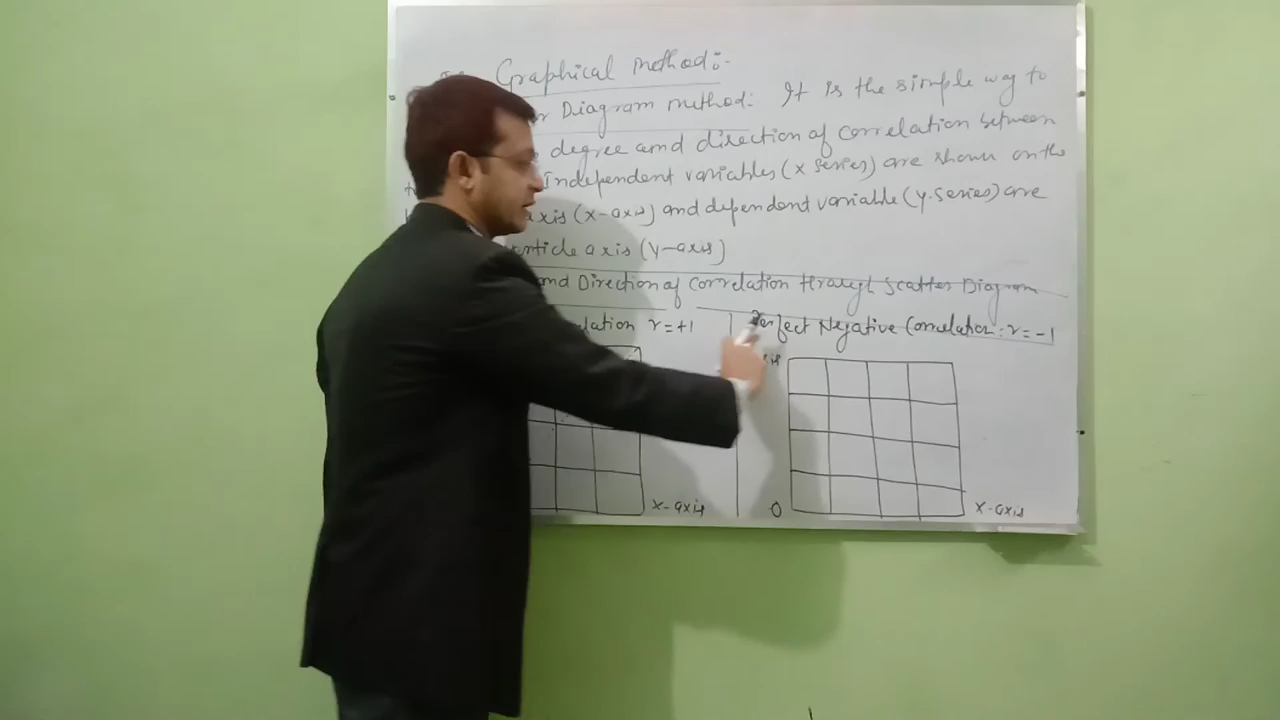 Graphical method:-
Diagram method: It is the simple way to
degree and direction of correlation between
Independent variables (x series) are shown on the
axis (x-axis) and dependent variable (y-series) are
axis (y-axis)
and Direction of Correlation through Scatter Diagram
r=+1
Perfect Negative Correlation: r=-1
x-axis
0
x-axis